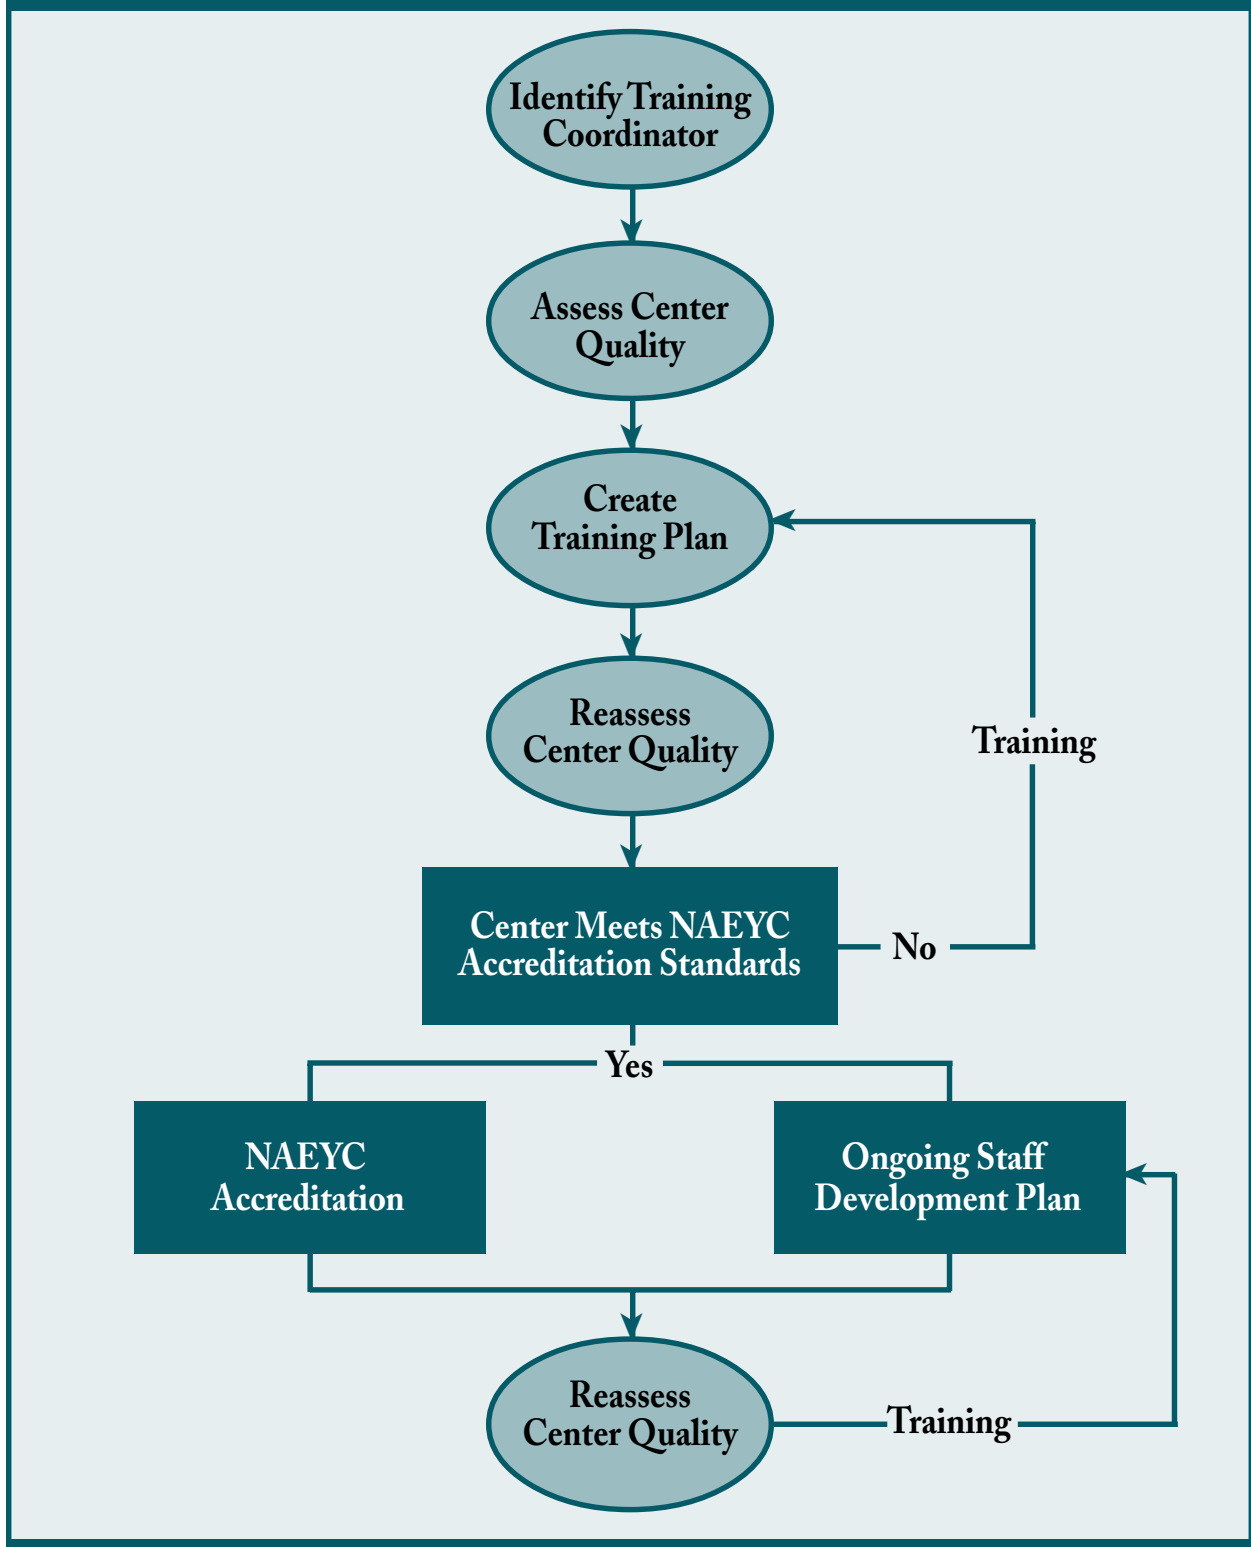 Identify Training
Coordinator
Assess Center
Quality
Create
Training Plan
Reassess
Center Quality
Training
Center Meets NAEYC
Accreditation Standards
No
Yes
NAEYC
Accreditation
Ongoing Staff
Development Plan
Reassess
Center Quality
Training